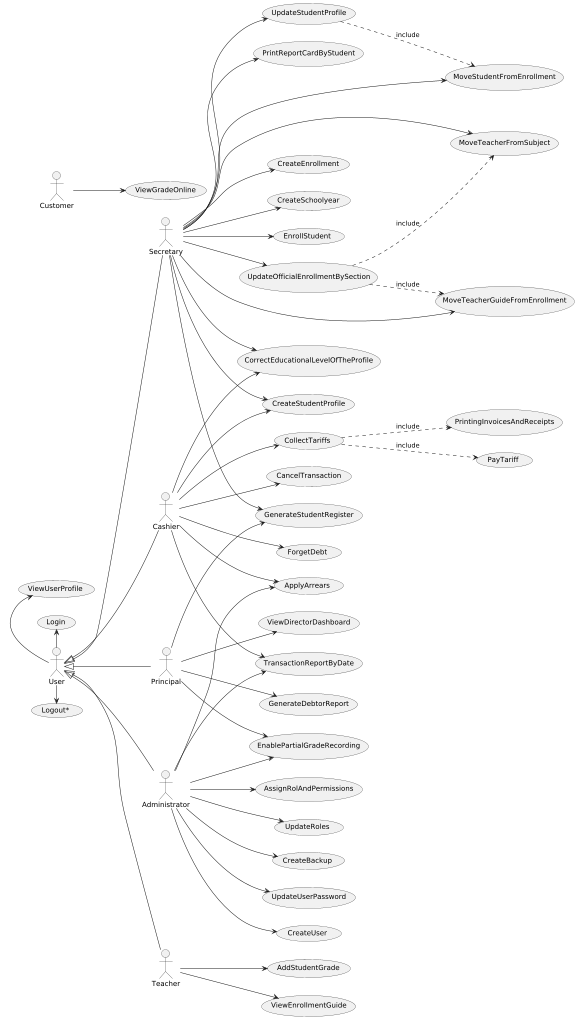 UpdateStudentProfile
include
PrintReportCardByStudent
MoveStudentFromEnrollment
MoveTeacherFromSubject
CreateEnrollment
ViewGradeOnline
CreateSchoolyear
Customer
include
EnrollStudent
Secretary
UpdateOfficialEnrollmentBySection
include
MoveTeacherGuideFromEnrollment
CorrectEducationalLevelOfTheProfile
CreateStudentProfile
PrintingInvoicesAndReceipts
include
CollectTariffs
include
PayTariff
CancelTransaction
GenerateStudentRegister
Cashier
ForgetDebt
ApplyArrears
ViewUserProfile
Login
ViewDirectorDashboard
TransactionReportByDate
User
Principal
GenerateDebtorReport
Logout*
EnablePartialGradeRecording
AssignRolAndPermissions
Administrator
UpdateRoles
CreateBackup
UpdateUserPassword
CreateUser
AddStudentGrade
Teacher
ViewEnrollmentGuide